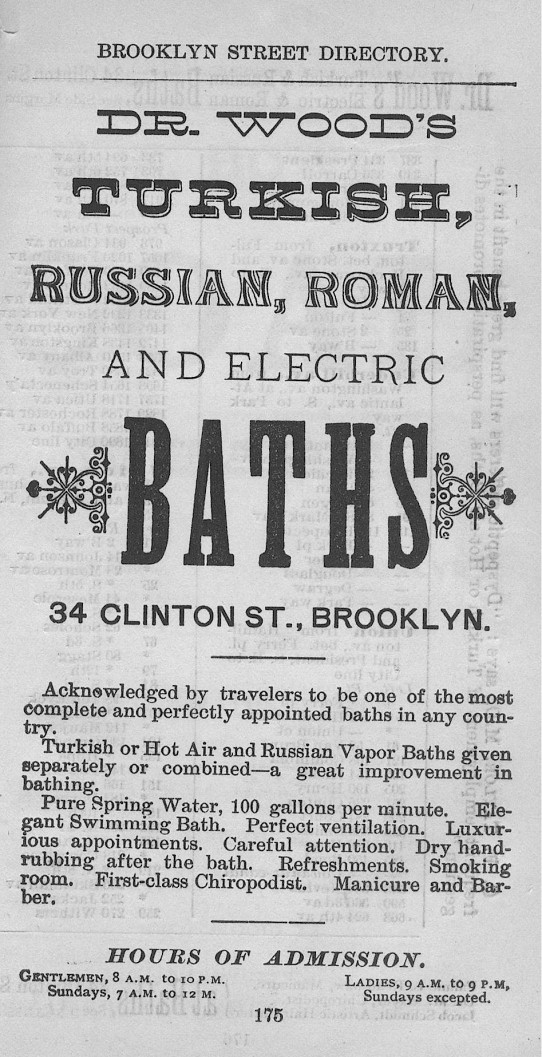 BROOKLYN STREET DIRECTORY.
DR. WOOD'S
TURKISH,
RUSSIAN, ROMAN,
AND ELECTRIC
BATHS
34 CLINTON ST., BROOKLYN.
Acknowledged by travelers to be one of the most
complete and perfectly appointed baths in any coun-
try.
Turkish or Hot Air and Russian Vapor Baths given
separately or combined—a great improvement in
bathing.
Pure Spring Water, 100 gallons per minute. Ele-
gant Swimming Bath. Perfect ventilation. Luxur-
ious appointments. Careful attention. Dry hand-
rubbing after the bath. Refreshments. Smoking
room. First-class Chiropodist. Manicure and Bar-
ber.
HOURS OF ADMISSION.
GENTLEMEN, 8 A.M. to 10 P.M. LADIES, 9 A.M. to 9 P.M,
Sundays, 7 A.M. to 12 M. Sundays excepted.
175